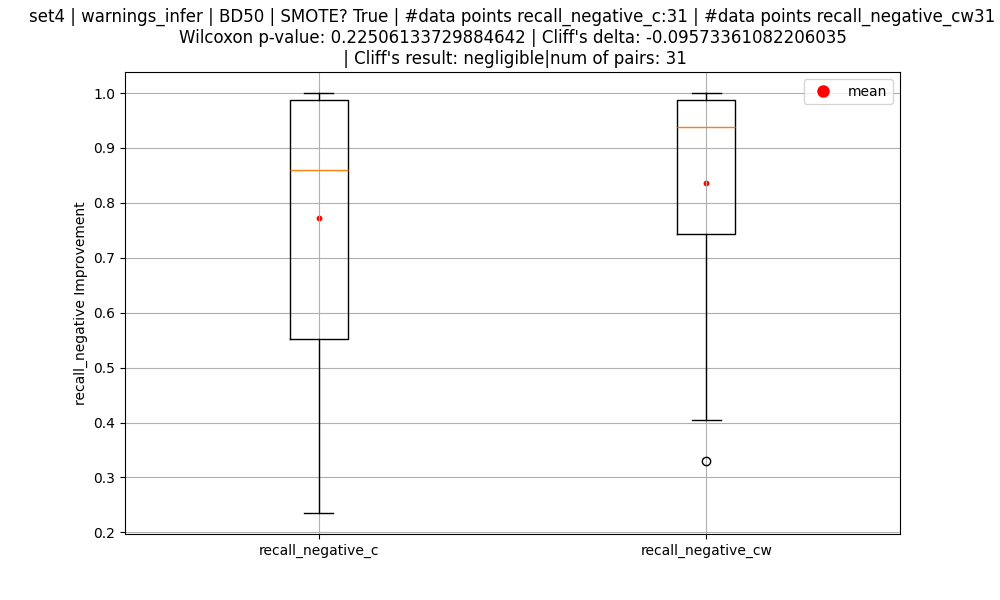 set4 | warnings_infer | BD50 | SMOTE? True | #data points recall_negative_c:31 | #data points recall_negative_cw31
Wilcoxon p-value: 0.22506133729884642 | Cliff's delta: -0.09573361082206035
| Cliff's result: negligible|num of pairs: 31
mean
1.0
0.9
0.8
0.7
0.6
0.5
0.4
0.3
0.2
recall_negative Improvement
recall_negative_c
recall_negative_cw